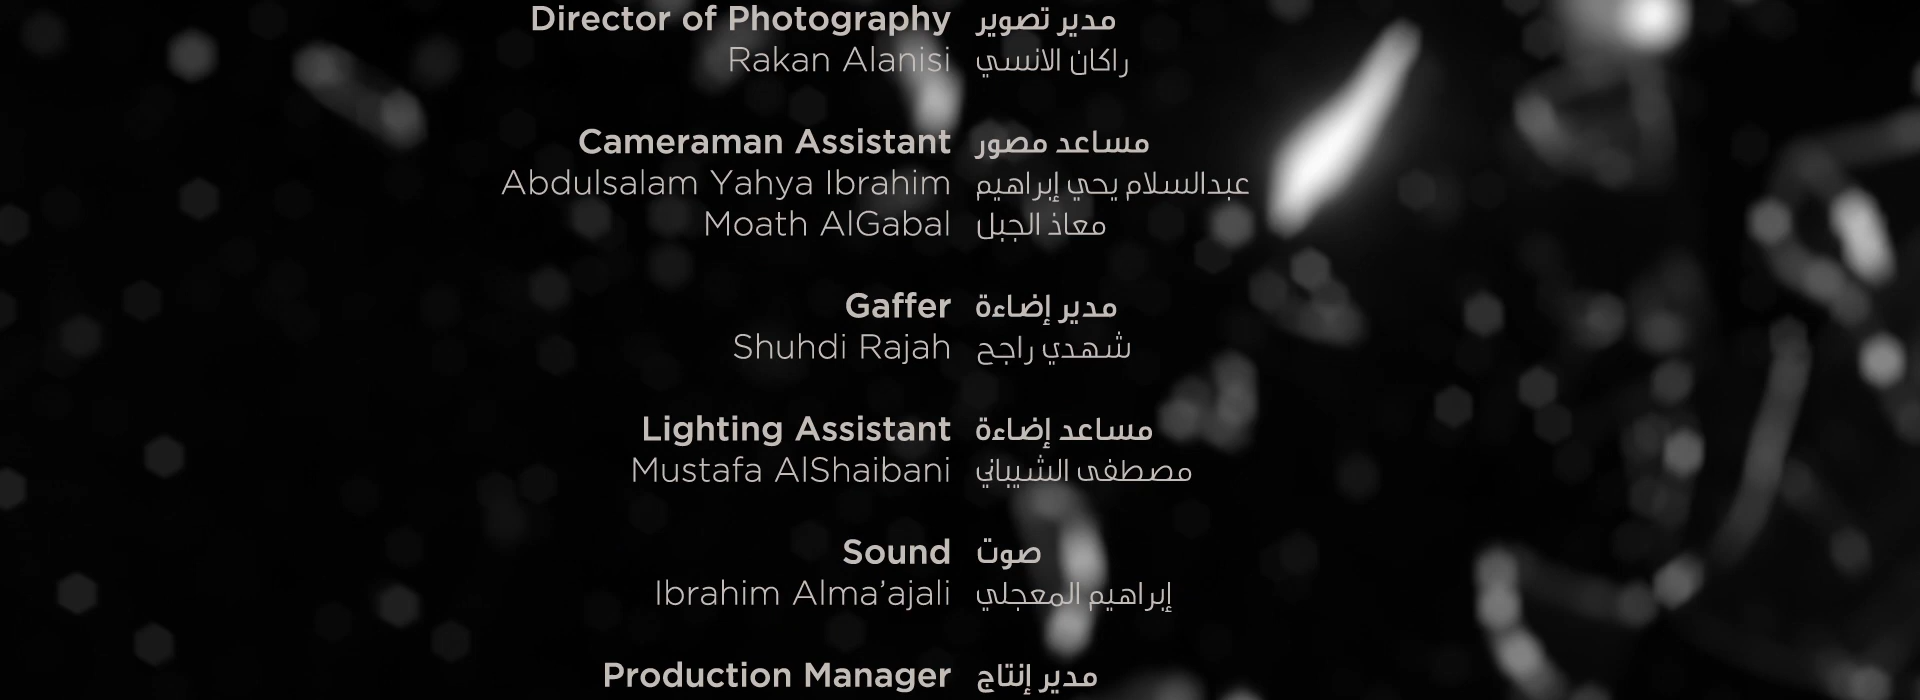 Director of Photography مدير تصوير
Rakan Alanisi راكان الانسي
Cameraman Assistant مساعد مصور
Abdulsalam Yahya Ibrahim عبدالسلام يحي إبراهيم
Moath AlGabal معاذ الجبل
Gaffer مدير إضاءة
Shuhdi Rajah شهدي راجح
Lighting Assistant مساعد إضاءة
Mustafa AlShaibani مصطفى الشيباني
Sound صوت
Ibrahim Alma’ajali إبراهيم المعجلي
Production Manager مدير إنتاج